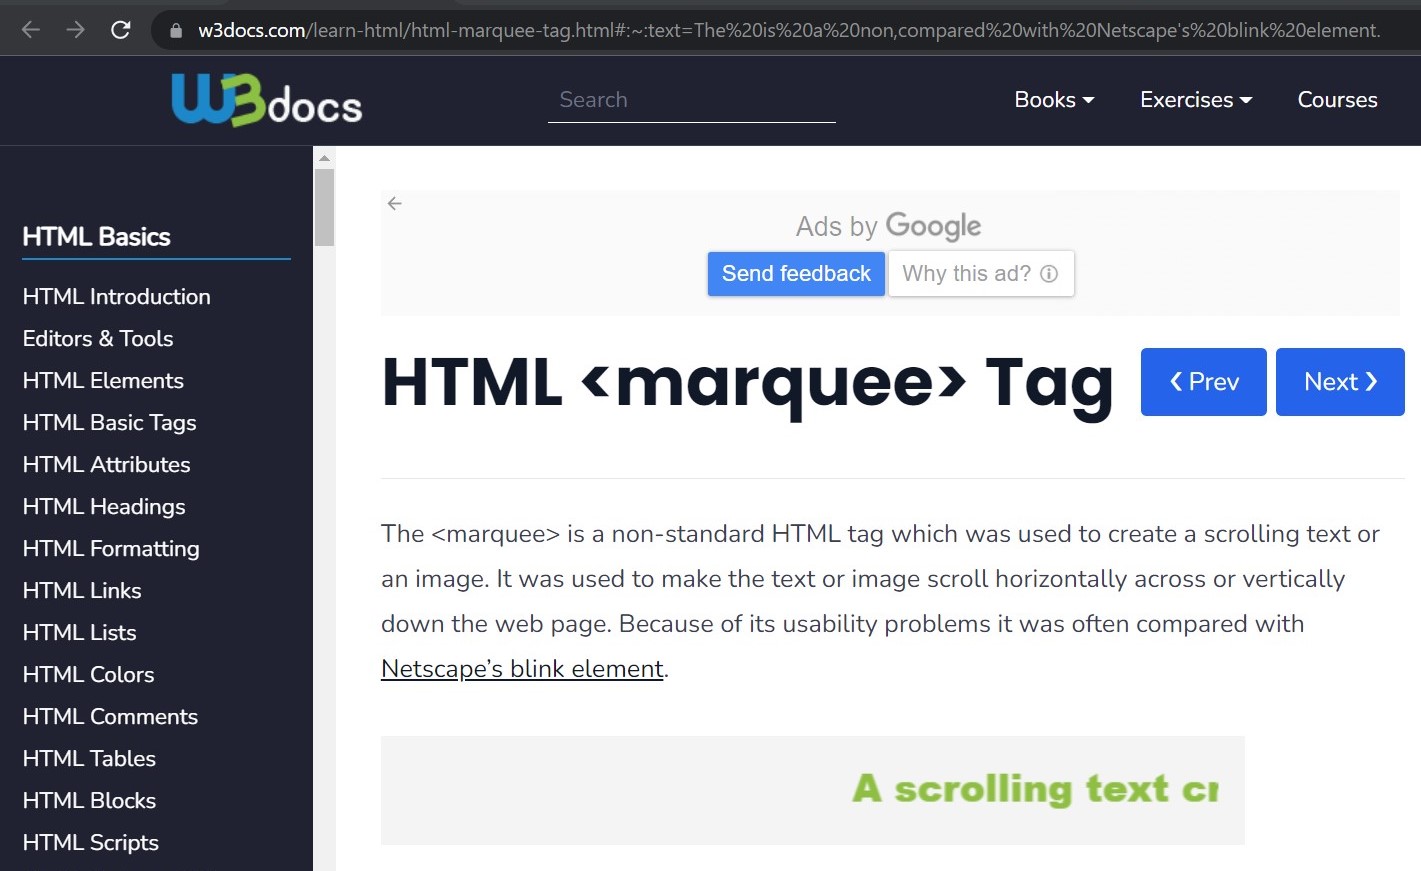 w3docs.com/learn-html/html-marquee-tag.html#:~:text=The%20is%20a%20non,compared%20with%20Netscape's%20blink%20element.
W3docs
Search
Books
Exercises
Courses
HTML Basics
HTML Introduction
Editors & Tools
HTML Elements
HTML Basic Tags
HTML Attributes
HTML Headings
HTML Formatting
HTML Links
HTML Lists
HTML Colors
HTML Comments
HTML Tables
HTML Blocks
HTML Scripts
Ads by Google
Send feedback
Why this ad?
HTML <marquee> Tag
❮ Prev
Next ❯
The <marquee> is a non-standard HTML tag which was used to create a scrolling text or
an image. It was used to make the text or image scroll horizontally across or vertically
down the web page. Because of its usability problems it was often compared with
Netscape’s blink element.
A scrolling text cr